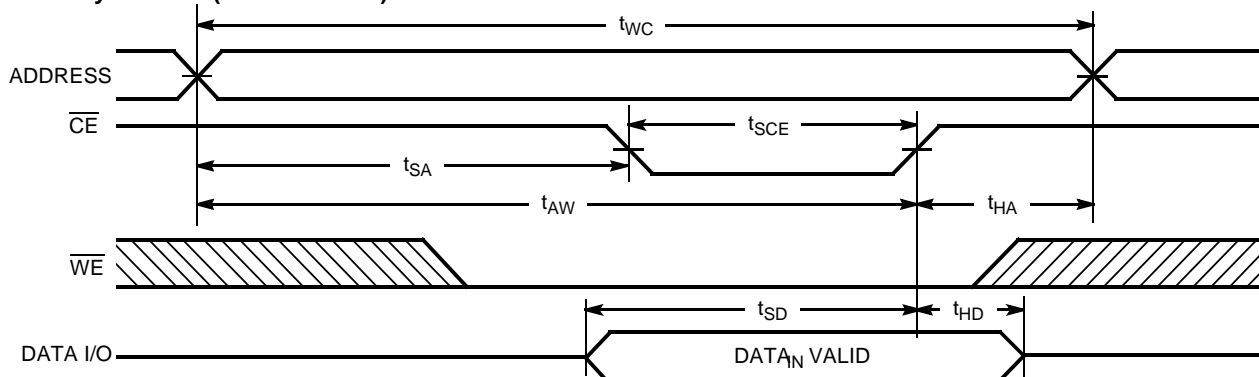 tWC
ADDRESS
CE
tSCE
tSA
tAW
tHA
WE
tSD
tHD
DATA I/O
DATAIN VALID